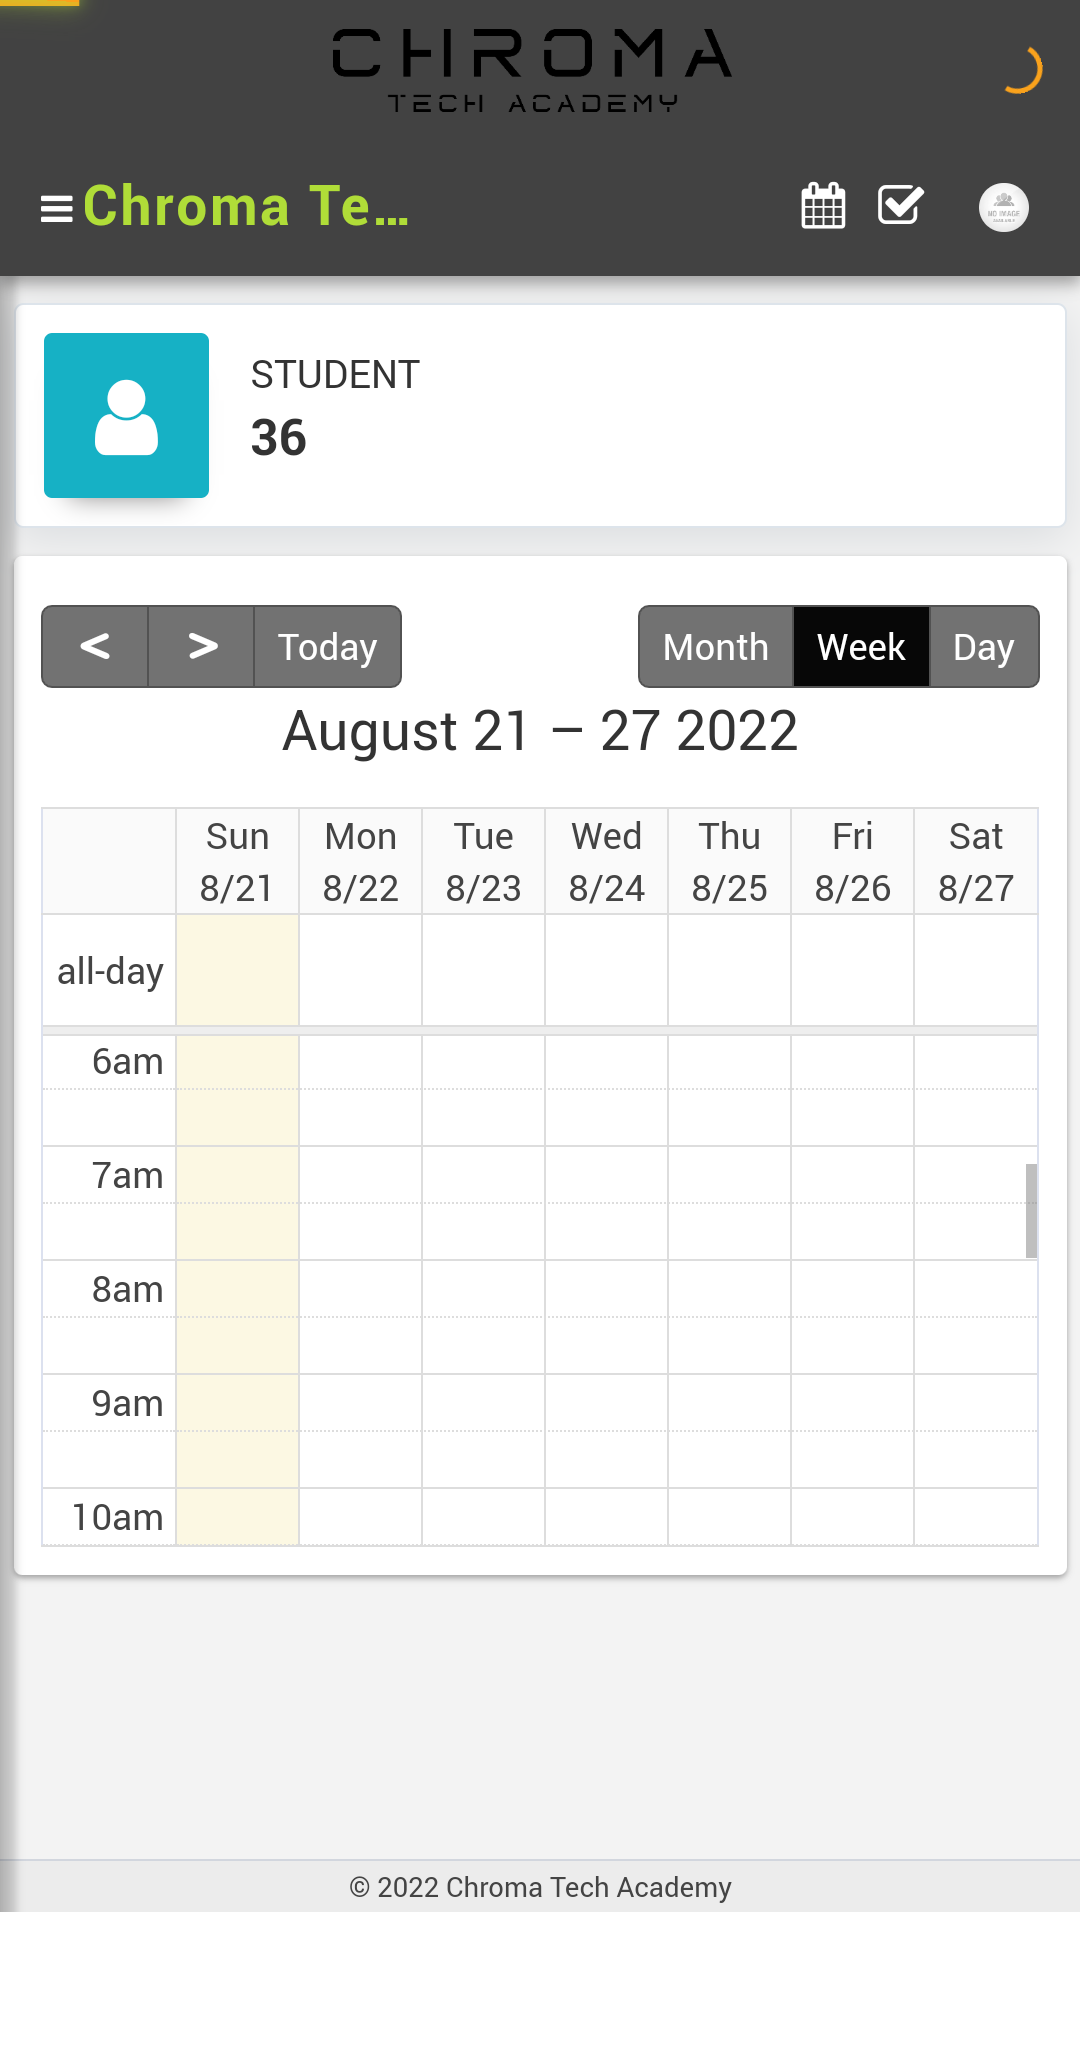 CHROMA
TECH ACADEMY
Chroma Te...
NO IMAGE
STUDENT
36
< > Today Month Week Day
August 21 – 27 2022
Sun Mon Tue Wed Thu Fri Sat
8/21 8/22 8/23 8/24 8/25 8/26 8/27
all-day
6am
7am
8am
9am
10am
© 2022 Chroma Tech Academy